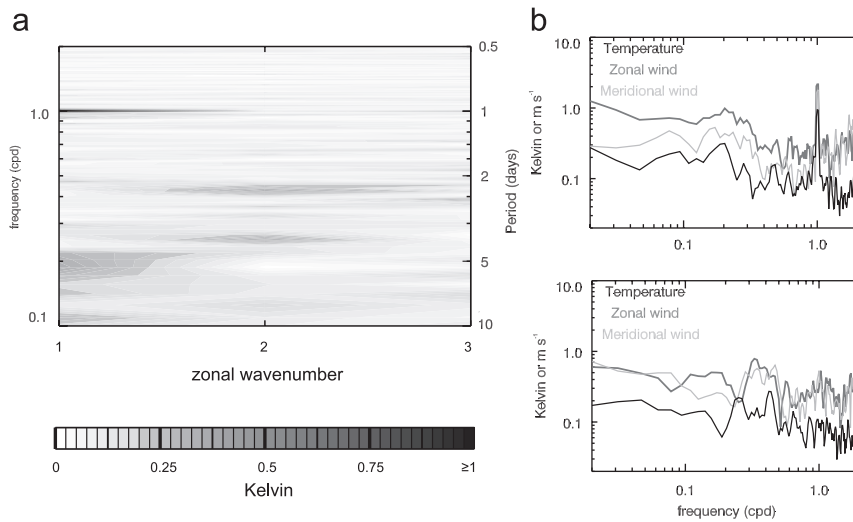 a
0.5
1.0
1
2
5
0.1
10
1
2
3
frequency (cpd)
Period (days)
zonal wavenumber
0
0.25
0.5
0.75
≥1
Kelvin
b
10.0
1.0
0.1
Temperature
Zonal wind
Meridional wind
Kelvin or m s⁻¹
0.1
1.0
10.0
1.0
0.1
Temperature
Zonal wind
Meridional wind
Kelvin or m s⁻¹
0.1
1.0
frequency (cpd)